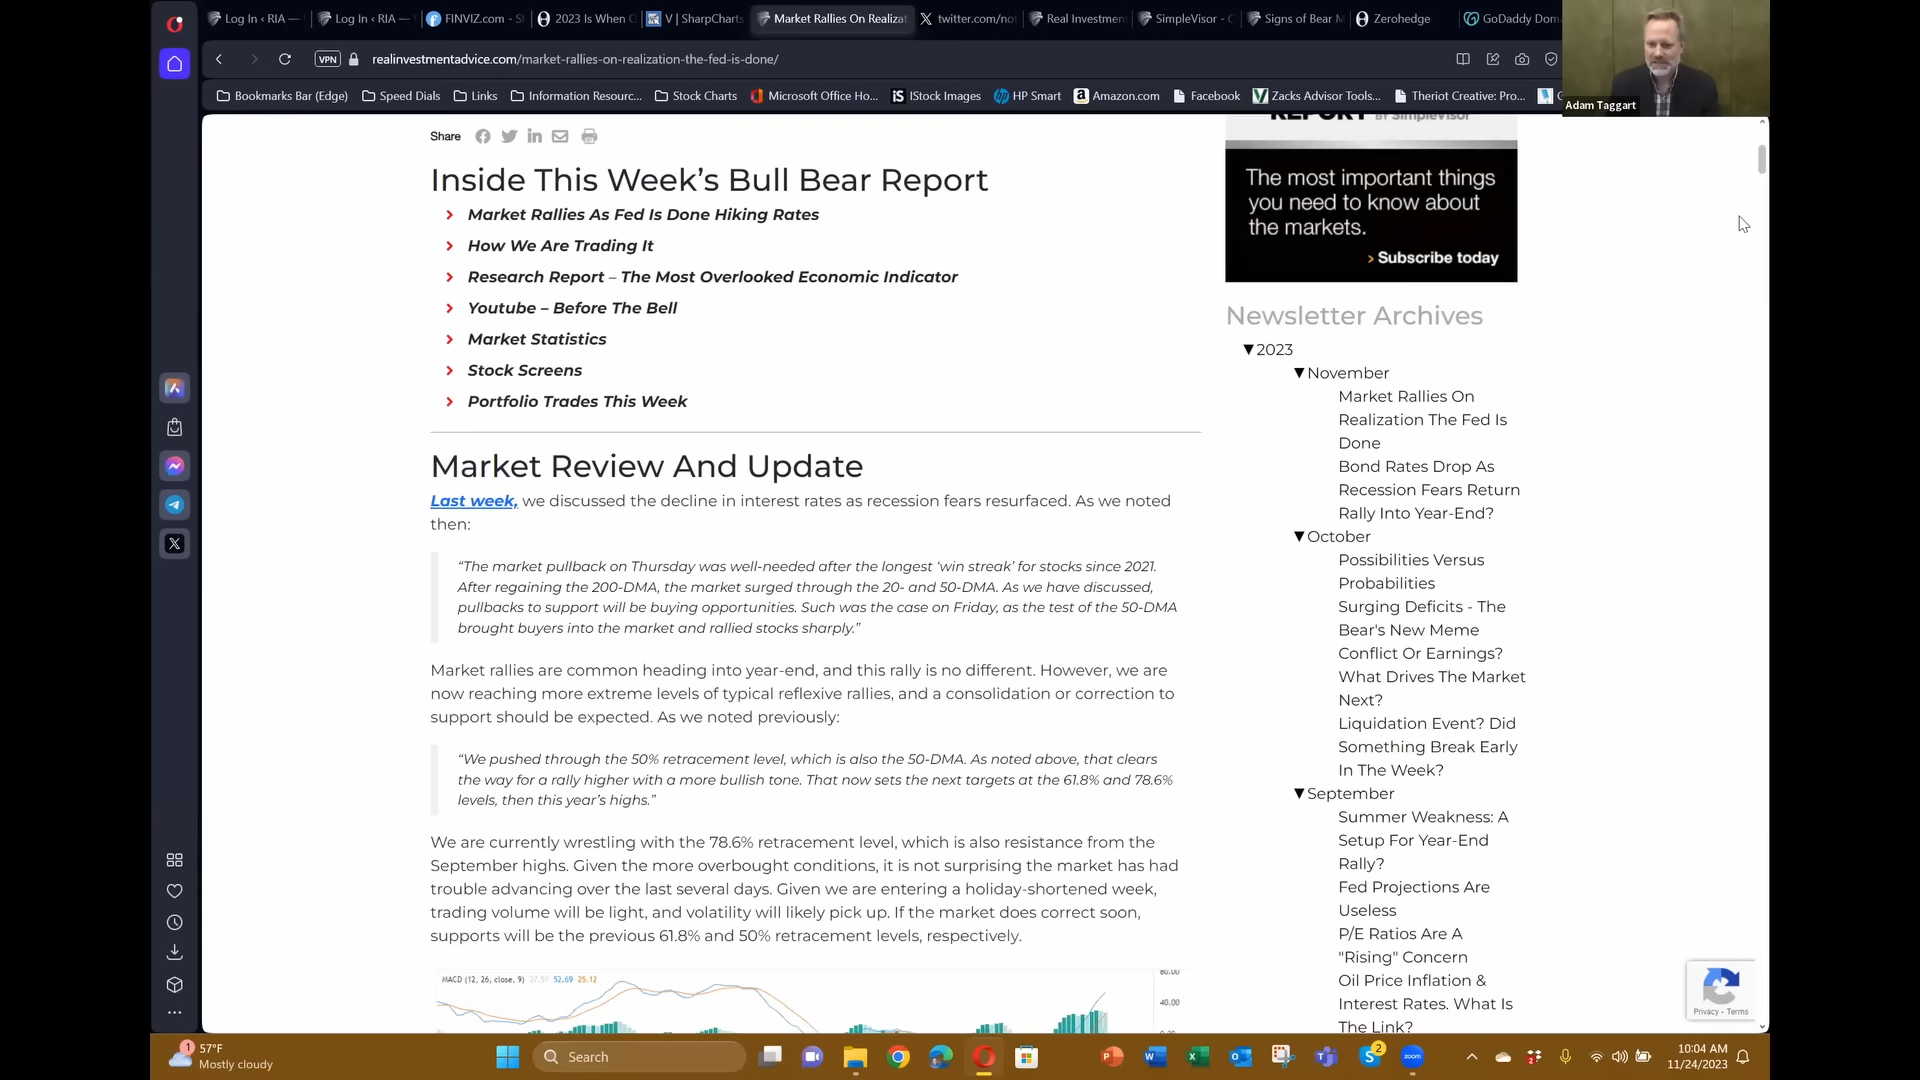 Log In ‹ RIA —
Log In ‹ RIA —
FINVIZ.com - S
2023 Is When
V | SharpCharts
Market Rallies On Realizat
twitter.com/no
Real Investmen
SimpleVisor -
Signs of Bear M
Zerohedge
GoDaddy Dom
VPN
realinvestmentadvice.com/market-rallies-on-realization-the-fed-is-done/
Bookmarks Bar (Edge)
Speed Dials
Links
Information Resourc...
Stock Charts
Microsoft Office Ho...
IStock Images
HP Smart
Amazon.com
Facebook
Zacks Advisor Tools...
Theriot Creative: Pro...
Adam Taggart
Share
Inside This Week’s Bull Bear Report
Market Rallies As Fed Is Done Hiking Rates
How We Are Trading It
Research Report – The Most Overlooked Economic Indicator
Youtube – Before The Bell
Market Statistics
Stock Screens
Portfolio Trades This Week
Market Review And Update
Last week, we discussed the decline in interest rates as recession fears resurfaced. As we noted
then:
“The market pullback on Thursday was well-needed after the longest ‘win streak’ for stocks since 2021.
After regaining the 200-DMA, the market surged through the 20- and 50-DMA. As we have discussed,
pullbacks to support will be buying opportunities. Such was the case on Friday, as the test of the 50-DMA
brought buyers into the market and rallied stocks sharply.”
Market rallies are common heading into year-end, and this rally is no different. However, we are
now reaching more extreme levels of typical reflexive rallies, and a consolidation or correction to
support should be expected. As we noted previously:
“We pushed through the 50% retracement level, which is also the 50-DMA. As noted above, that clears
the way for a rally higher with a more bullish tone. That now sets the next targets at the 61.8% and 78.6%
levels, then this year’s highs.”
We are currently wrestling with the 78.6% retracement level, which is also resistance from the
September highs. Given the more overbought conditions, it is not surprising the market has had
trouble advancing over the last several days. Given we are entering a holiday-shortened week,
trading volume will be light, and volatility will likely pick up. If the market does correct soon,
supports will be the previous 61.8% and 50% retracement levels, respectively.
MACD (12, 26, close, 9) 52.69 25.12
80.00
40.00
REPORT BY SimpleVisor
The most important things
you need to know about
the markets.
› Subscribe today
Newsletter Archives
▼2023
▼November
Market Rallies On
Realization The Fed Is
Done
Bond Rates Drop As
Recession Fears Return
Rally Into Year-End?
▼October
Possibilities Versus
Probabilities
Surging Deficits - The
Bear's New Meme
Conflict Or Earnings?
What Drives The Market
Next?
Liquidation Event? Did
Something Break Early
In The Week?
▼September
Summer Weakness: A
Setup For Year-End
Rally?
Fed Projections Are
Useless
P/E Ratios Are A
"Rising" Concern
Oil Price Inflation &
Interest Rates. What Is
The Link?
Privacy - Terms
1
57°F
Mostly cloudy
Search
2
zoom
10:04 AM
11/24/2023